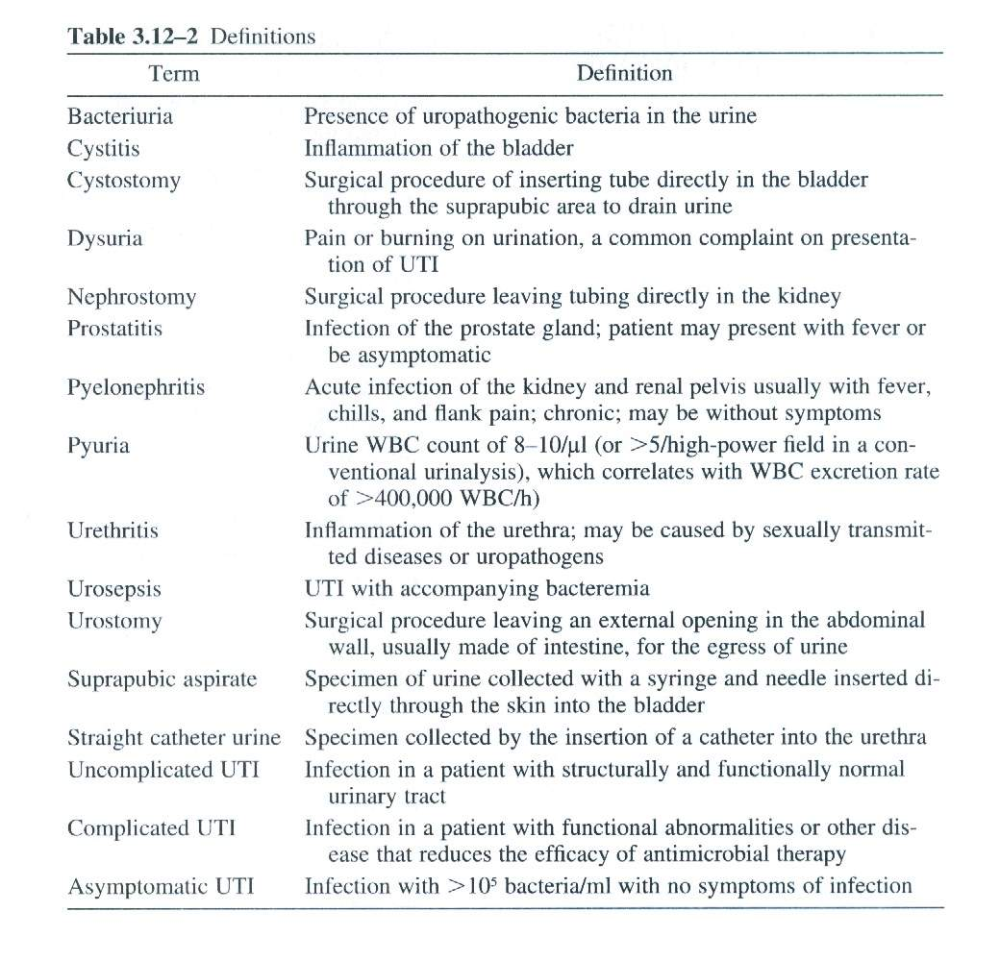 Table 3.12–2 Definitions
Term Definition
Bacteriuria Presence of uropathogenic bacteria in the urine
Cystitis Inflammation of the bladder
Cystostomy Surgical procedure of inserting tube directly in the bladder
through the suprapubic area to drain urine
Dysuria Pain or burning on urination, a common complaint on presenta-
tion of UTI
Nephrostomy Surgical procedure leaving tubing directly in the kidney
Prostatitis Infection of the prostate gland; patient may present with fever or
be asymptomatic
Pyelonephritis Acute infection of the kidney and renal pelvis usually with fever,
chills, and flank pain; chronic; may be without symptoms
Pyuria Urine WBC count of 8–10/μl (or >5/high-power field in a con-
ventional urinalysis), which correlates with WBC excretion rate
of >400,000 WBC/h)
Urethritis Inflammation of the urethra; may be caused by sexually transmit-
ted diseases or uropathogens
Urosepsis UTI with accompanying bacteremia
Urostomy Surgical procedure leaving an external opening in the abdominal
wall, usually made of intestine, for the egress of urine
Suprapubic aspirate Specimen of urine collected with a syringe and needle inserted di-
rectly through the skin into the bladder
Straight catheter urine Specimen collected by the insertion of a catheter into the urethra
Uncomplicated UTI Infection in a patient with structurally and functionally normal
urinary tract
Complicated UTI Infection in a patient with functional abnormalities or other dis-
ease that reduces the efficacy of antimicrobial therapy
Asymptomatic UTI Infection with >10⁵ bacteria/ml with no symptoms of infection